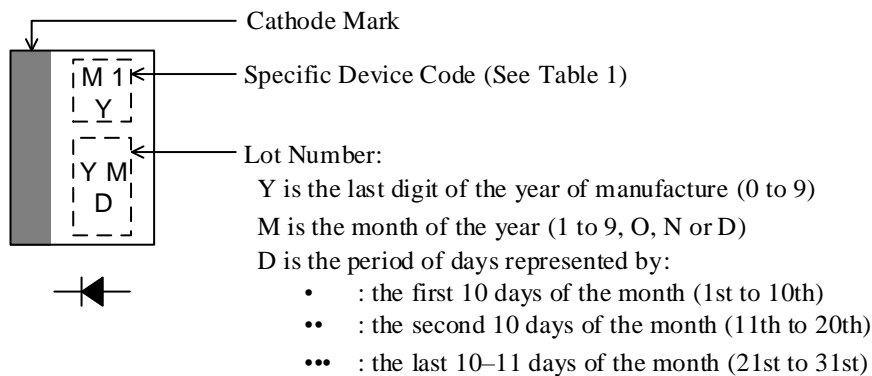 Cathode Mark
M 1
Y
Specific Device Code (See Table 1)
Y M
D
Lot Number:
Y is the last digit of the year of manufacture (0 to 9)
M is the month of the year (1 to 9, O, N or D)
D is the period of days represented by:
• : the first 10 days of the month (1st to 10th)
•• : the second 10 days of the month (11th to 20th)
••• : the last 10–11 days of the month (21st to 31st)